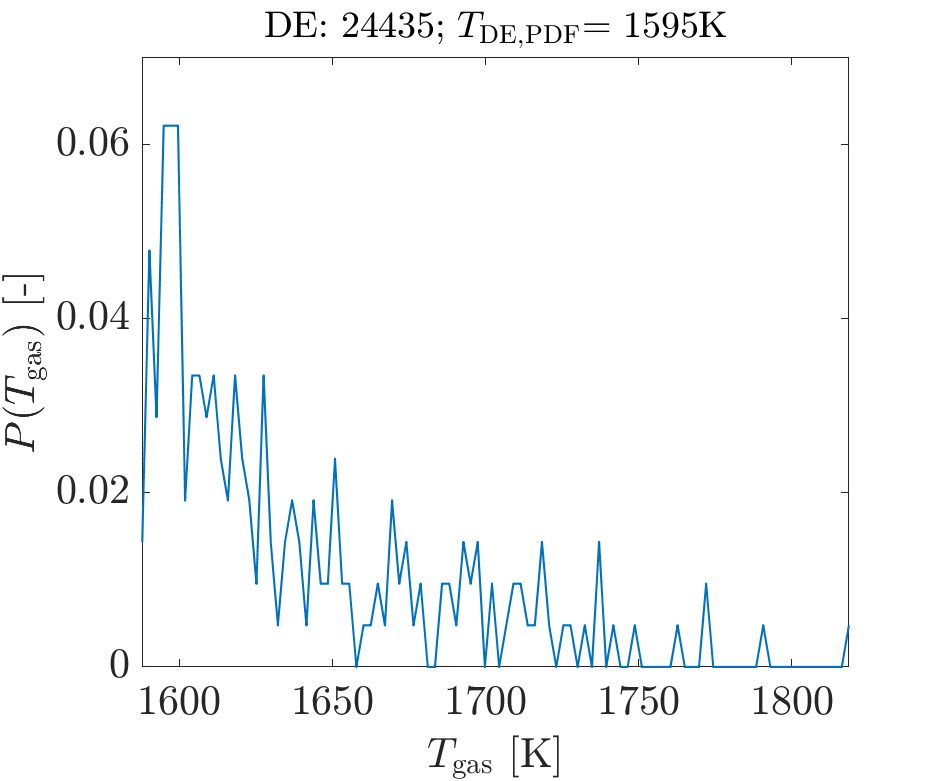 DE: 24435; T_DE,PDF= 1595K
0.06
0.04
0.02
0
P(T_gas) [-]
1600 1650 1700 1750 1800
T_gas [K]